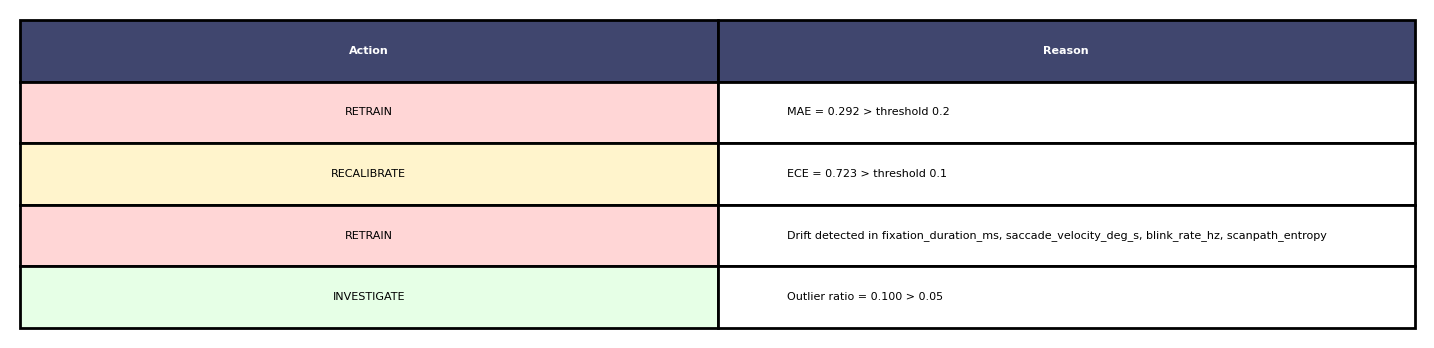 Action Reason
RETRAIN MAE = 0.292 > threshold 0.2
RECALIBRATE ECE = 0.723 > threshold 0.1
RETRAIN Drift detected in fixation_duration_ms, saccade_velocity_deg_s, blink_rate_hz, scanpath_entropy
INVESTIGATE Outlier ratio = 0.100 > 0.05